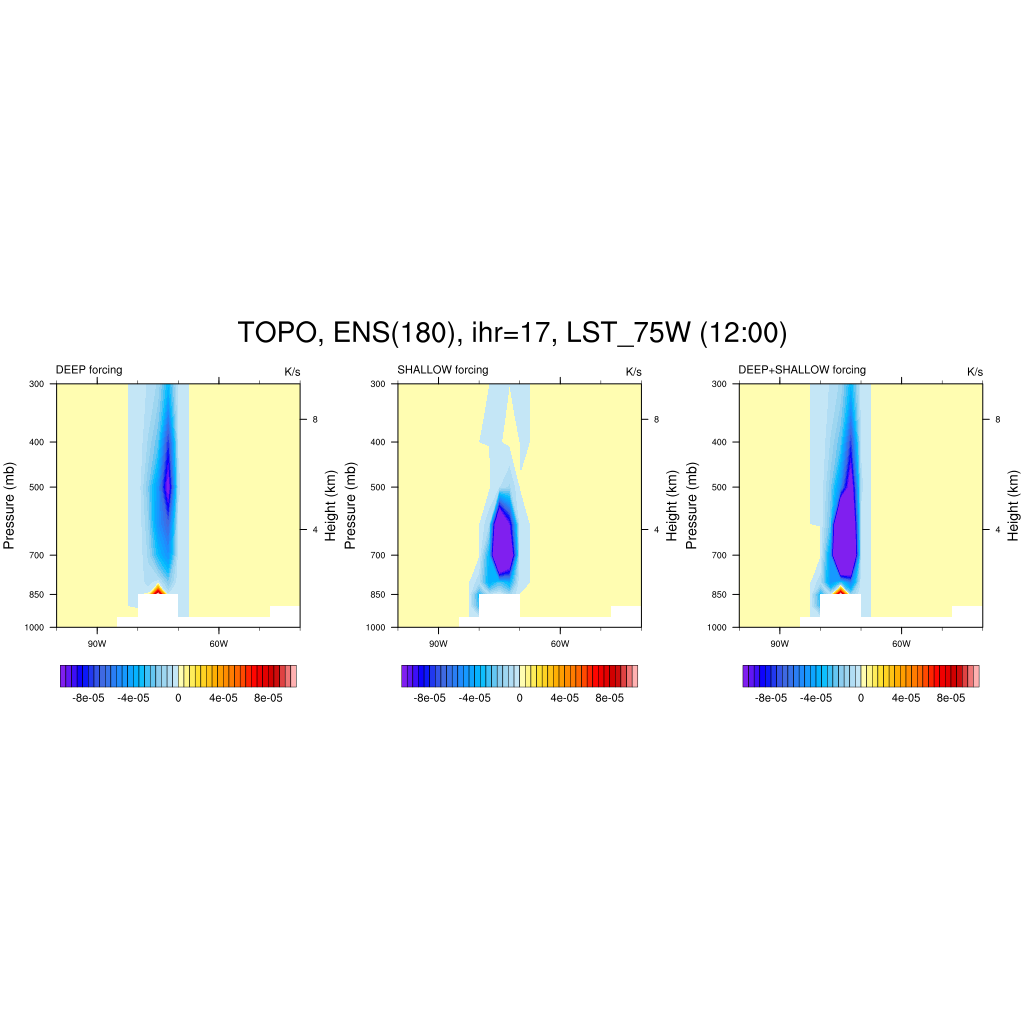 TOPO, ENS(180), ihr=17, LST_75W (12:00)
DEEP forcing K/s
300
400
500
700
850
1000
Pressure (mb)
8
4
Height (km)
90W 60W
-8e-05 -4e-05 0 4e-05 8e-05
SHALLOW forcing K/s
300
400
500
700
850
1000
Pressure (mb)
8
4
Height (km)
90W 60W
-8e-05 -4e-05 0 4e-05 8e-05
DEEP+SHALLOW forcing K/s
300
400
500
700
850
1000
Pressure (mb)
8
4
Height (km)
90W 60W
-8e-05 -4e-05 0 4e-05 8e-05